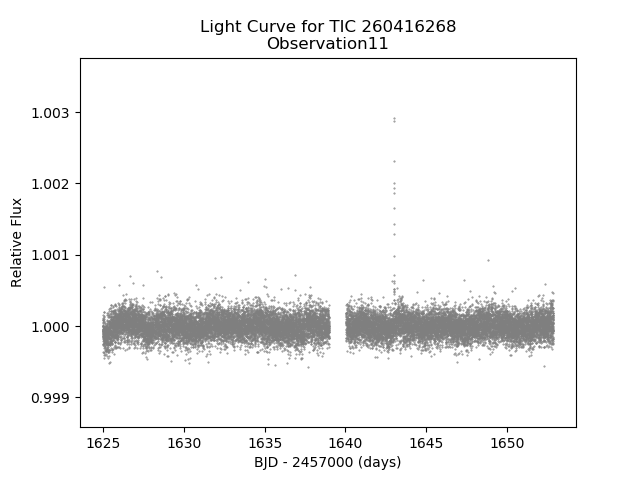 Light Curve for TIC 260416268
Observation11
1.003
1.002
1.001
1.000
0.999
Relative Flux
1625
1630
1635
1640
1645
1650
BJD - 2457000 (days)